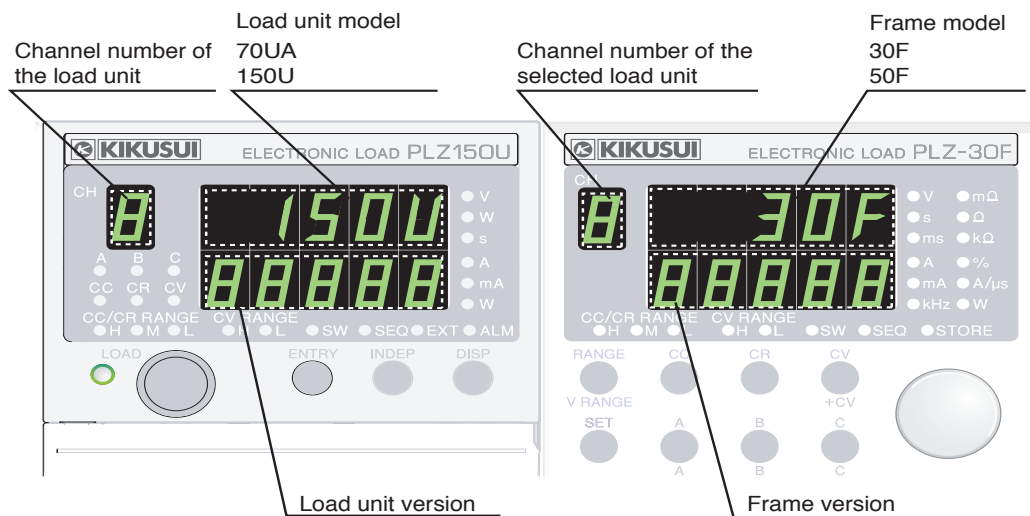 Load unit model
70UA
150U
Channel number of
the load unit
Frame model
30F
50F
Channel number of the
selected load unit
KIKUSUI
ELECTRONIC LOAD PLZ150U
CH
8
150U
V
W
s
A B C
CC CR CV
88888
A
mA
W
CC/CR RANGE CV RANGE
H M L H L SW SEQ EXT ALM
LOAD ENTRY INDEP DISP
Load unit version
KIKUSUI
ELECTRONIC LOAD PLZ-30F
CH
8
30F
V mΩ
s Ω
ms kΩ
88888
A %
mA A/μs
kHz W
CC/CR RANGE CV RANGE
H M L H L SW SEQ STORE
RANGE CC CR CV
V RANGE +CV
SET A B C
A B C
Frame version